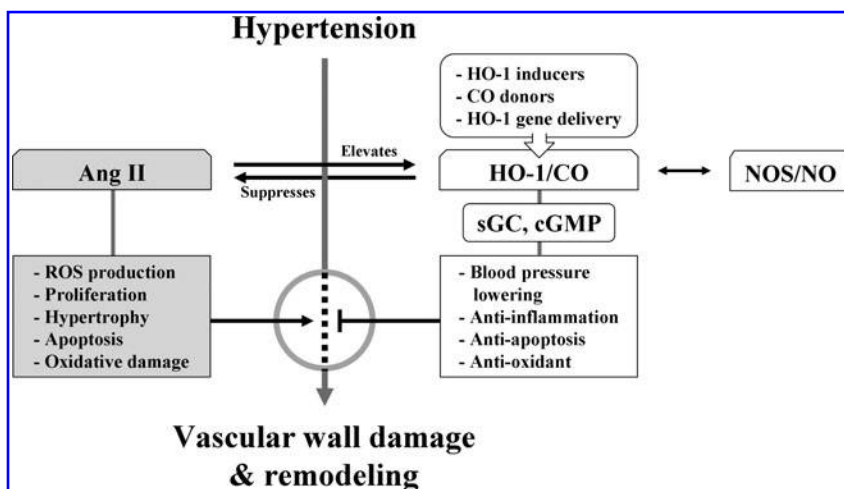 Hypertension
- HO-1 inducers
- CO donors
- HO-1 gene delivery
Elevates
Ang II
HO-1/CO
NOS/NO
Suppresses
sGC, cGMP
- ROS production
- Proliferation
- Hypertrophy
- Apoptosis
- Oxidative damage
- Blood pressure
lowering
- Anti-inflammation
- Anti-apoptosis
- Anti-oxidant
Vascular wall damage
& remodeling